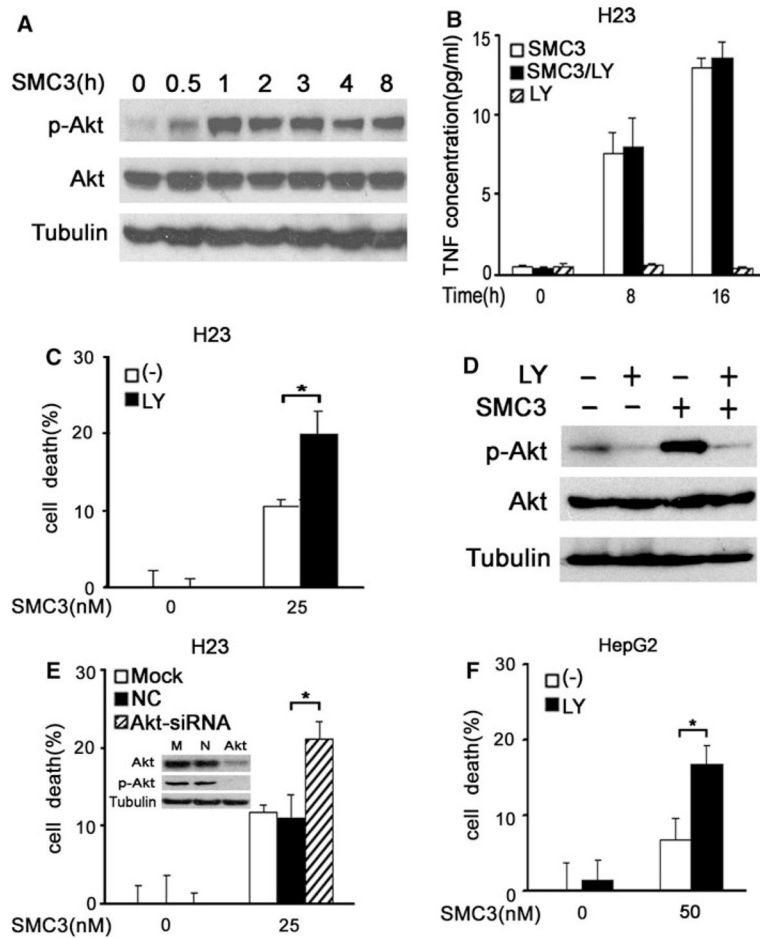 A
SMC3(h) 0 0.5 1 2 3 4 8
p-Akt
Akt
Tubulin
B
H23
SMC3
SMC3/LY
LY
TNF concentration(pg/ml)
15
10
5
0
Time(h) 0 8 16
C
H23
(-)
LY
*
cell death(%)
30
20
10
0
SMC3(nM) 0 25
D
LY - + - +
SMC3 - - + +
p-Akt
Akt
Tubulin
E
H23
Mock
NC
Akt-siRNA
*
M N Akt
Akt
p-Akt
Tubulin
cell death(%)
30
20
10
0
SMC3(nM) 0 25
F
HepG2
(-)
LY
*
cell death(%)
30
20
10
0
SMC3(nM) 0 50